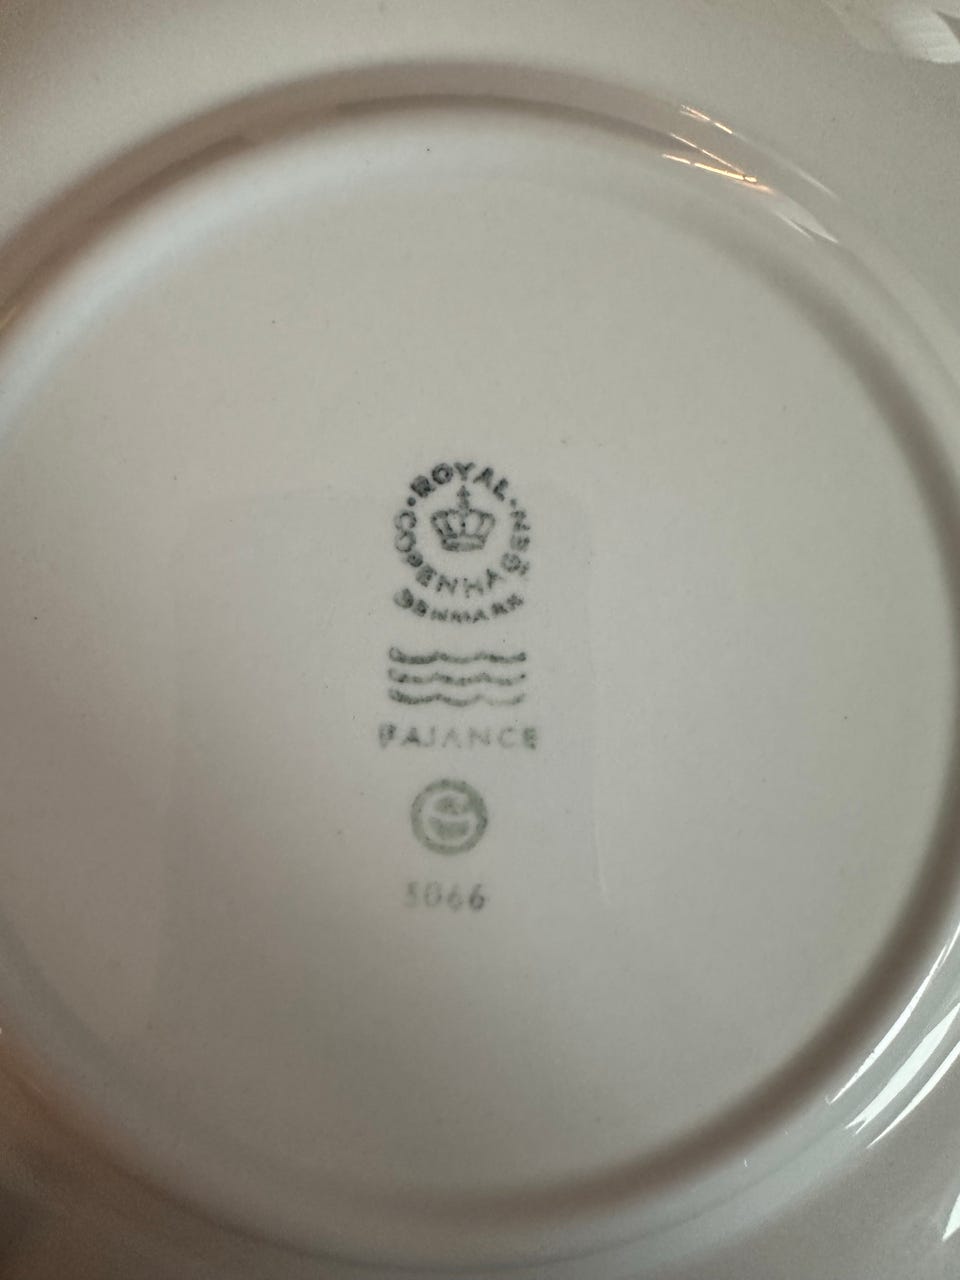 ROYAL
COPENHAGEN
DENMARK
FAJANCE
3066